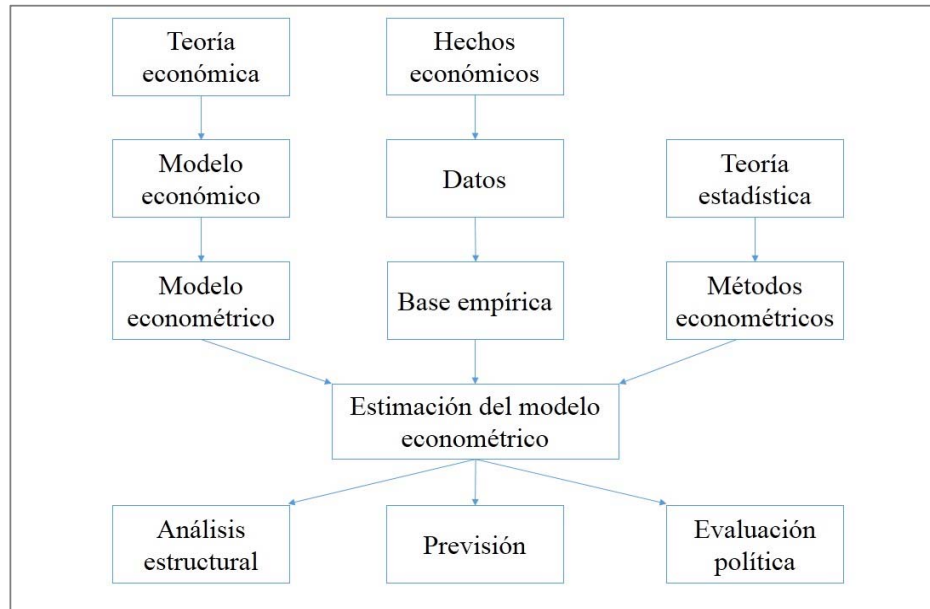 Teoría
económica
Hechos
económicos
Modelo
económico
Datos
Teoría
estadística
Modelo
econométrico
Base empírica
Métodos
econométricos
Estimación del modelo
econométrico
Análisis
estructural
Previsión
Evaluación
política